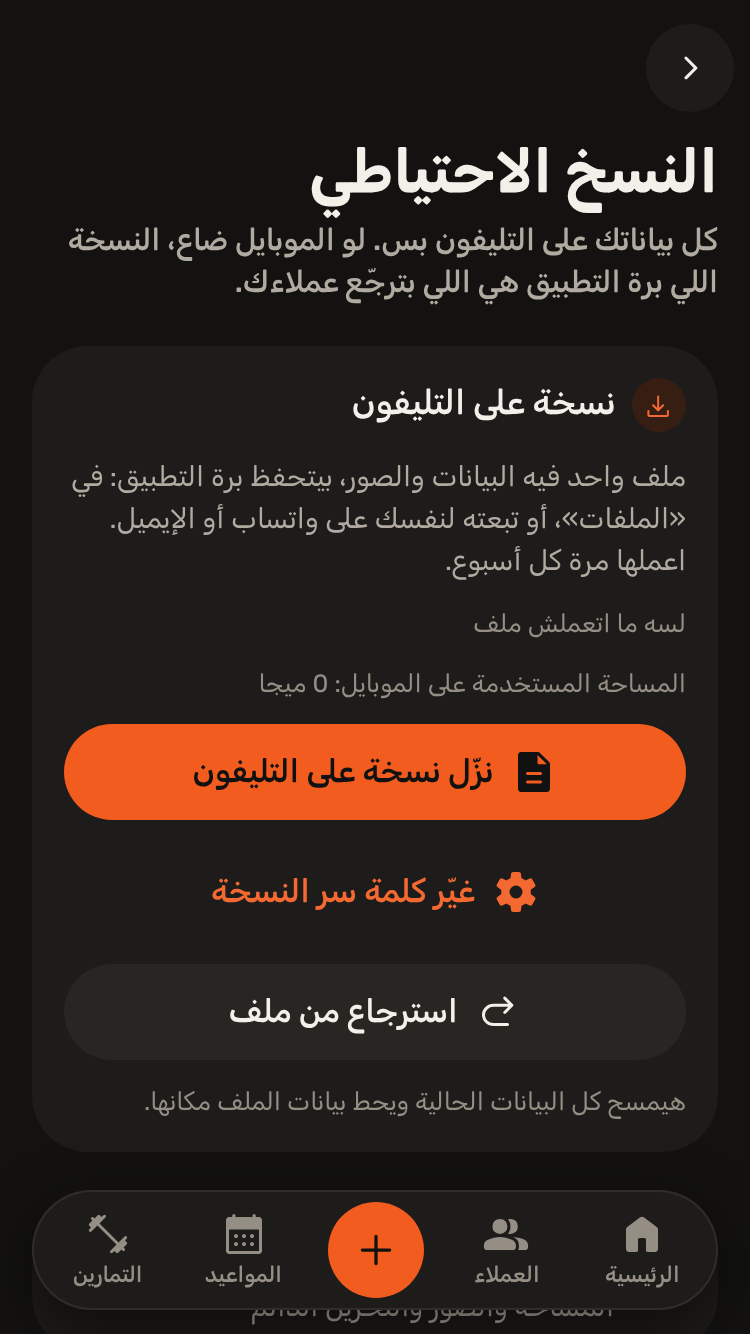 النسخ الاحتياطي
كل بياناتك على التليفون بس. لو الموبايل ضاع، النسخة
اللي برة التطبيق هي اللي بترجّع عملاءك.
نسخة على التليفون
ملف واحد فيه البيانات والصور، بيتحفظ برة التطبيق: في
«الملفات»، أو تبعته لنفسك على واتساب أو الإيميل.
اعملها مرة كل أسبوع.
لسه ما اتعملش ملف
المساحة المستخدمة على الموبايل: 0 ميجا
نزّل نسخة على التليفون
غيّر كلمة سر النسخة
استرجاع من ملف
هيمسح كل البيانات الحالية ويحط بيانات الملف مكانها.
الرئيسية
العملاء
المواعيد
التمارين